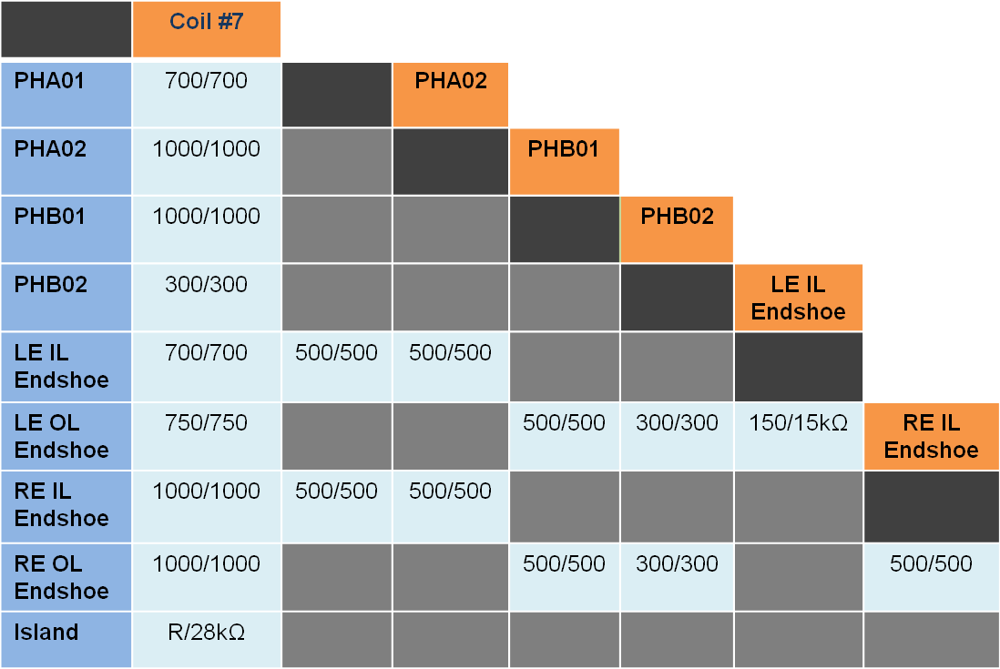 Coil #7
PHA01 700/700 PHA02
PHA02 1000/1000 PHB01
PHB01 1000/1000 PHB02
PHB02 300/300 LE IL
Endshoe
LE IL 700/700 500/500 500/500
Endshoe
LE OL 750/750 500/500 300/300 150/15kΩ RE IL
Endshoe Endshoe
RE IL 1000/1000 500/500 500/500
Endshoe
RE OL 1000/1000 500/500 300/300 500/500
Endshoe
Island R/28kΩ